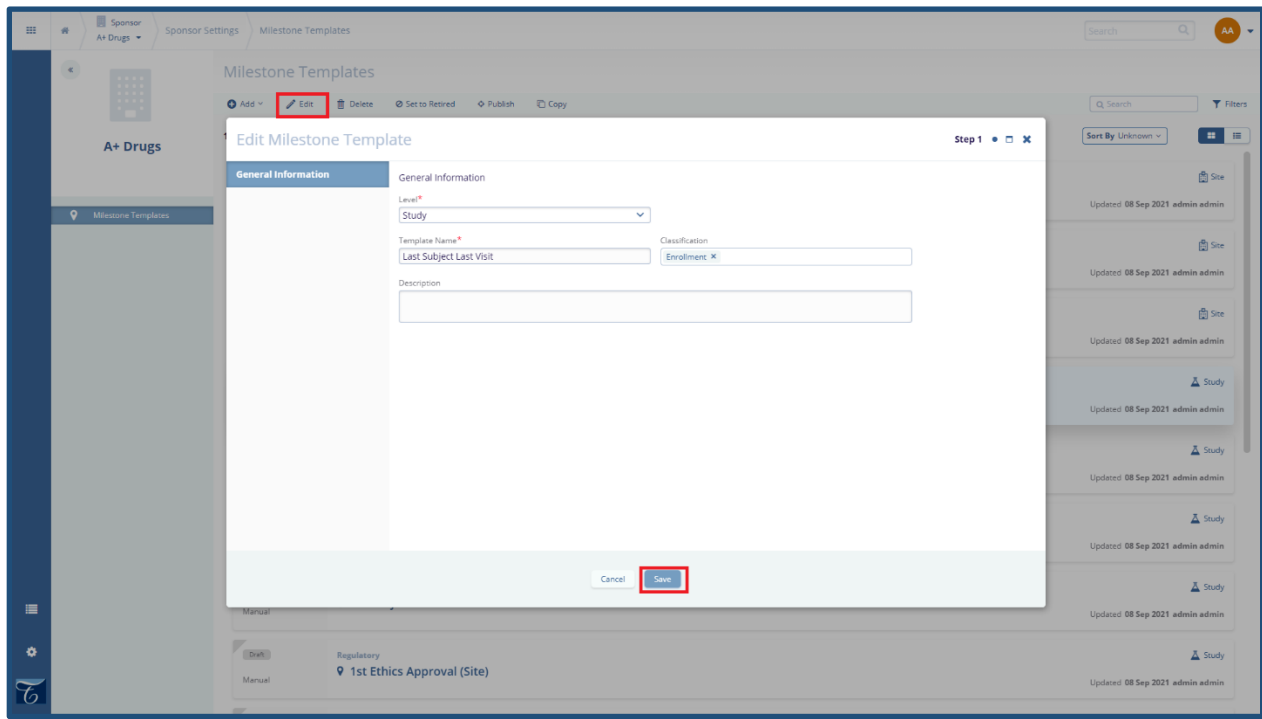 Sponsor
A+ Drugs
Sponsor Settings
Milestone Templates
Search
AA
Milestone Templates
Add
Edit
Delete
Set to Retired
Publish
Copy
Search
Filters
A+ Drugs
Edit Milestone Template
Step 1
Sort By Unknown
General Information
General Information
Site
Level*
Updated 08 Sep 2021 admin admin
Milestone Templates
Study
Template Name*
Classification
Site
Last Subject Last Visit
Enrollment
Updated 08 Sep 2021 admin admin
Description
Site
Updated 08 Sep 2021 admin admin
Study
Updated 08 Sep 2021 admin admin
Study
Updated 08 Sep 2021 admin admin
Study
Updated 08 Sep 2021 admin admin
Cancel
Save
Study
Manual
Updated 08 Sep 2021 admin admin
Draft
Regulatory
Study
1st Ethics Approval (Site)
Manual
Updated 08 Sep 2021 admin admin